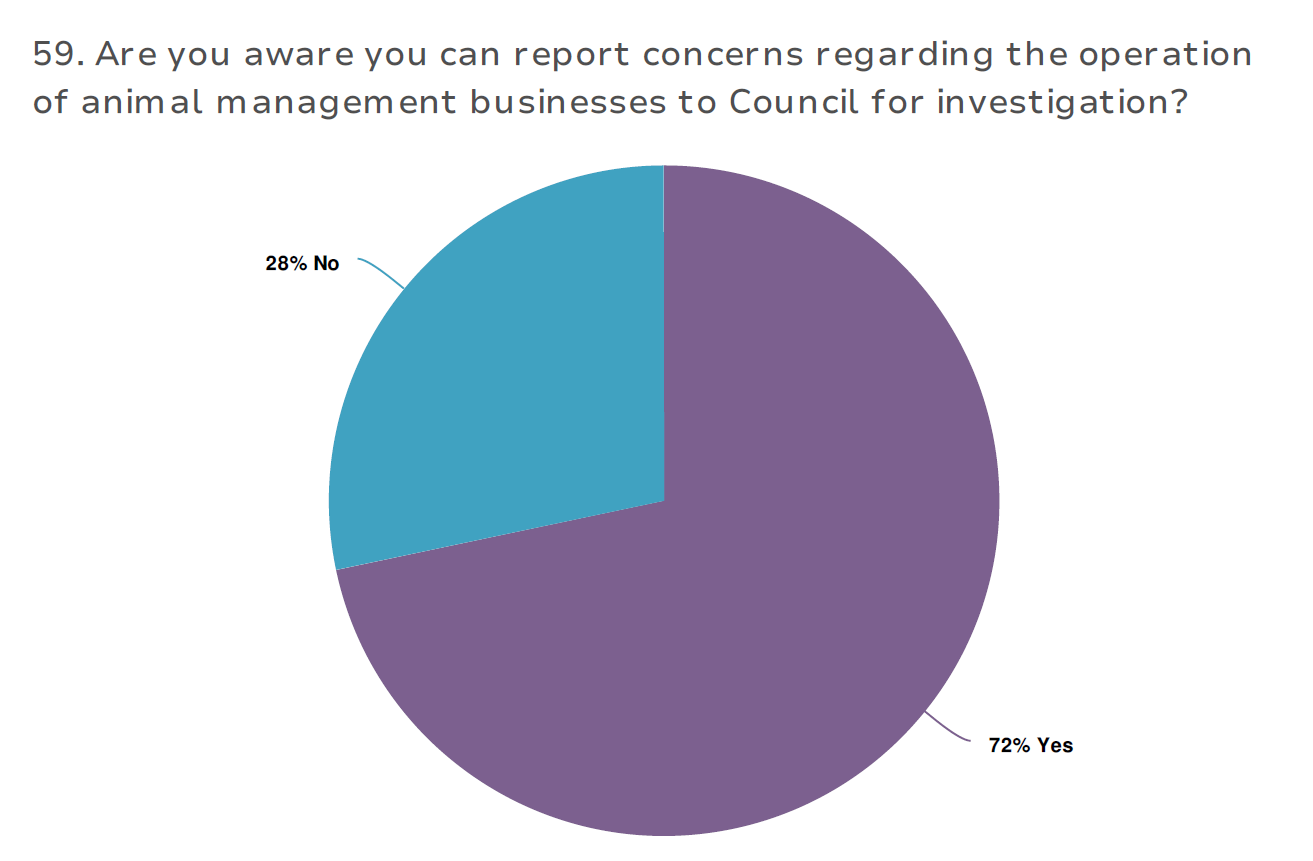 59. Are you aware you can report concerns regarding the operation
of animal management businesses to Council for investigation?
28% No
72% Yes